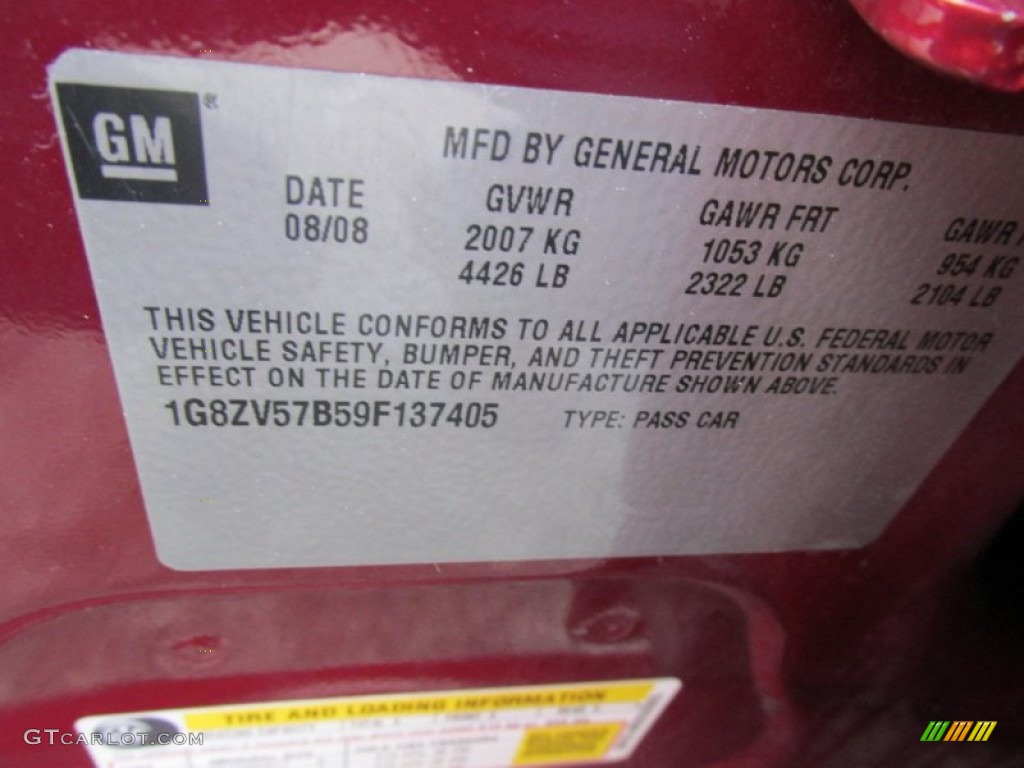 GM ®
MFD BY GENERAL MOTORS CORP.
DATE GVWR GAWR FRT GAWR
08/08 2007 KG 1053 KG 954 KG
4426 LB 2322 LB 2104 LB
THIS VEHICLE CONFORMS TO ALL APPLICABLE U.S. FEDERAL MOTOR
VEHICLE SAFETY, BUMPER, AND THEFT PREVENTION STANDARDS IN
EFFECT ON THE DATE OF MANUFACTURE SHOWN ABOVE.
1G8ZV57B59F137405 TYPE: PASS CAR
TIRE AND LOADING INFORMATION
GTCARLOT.COM